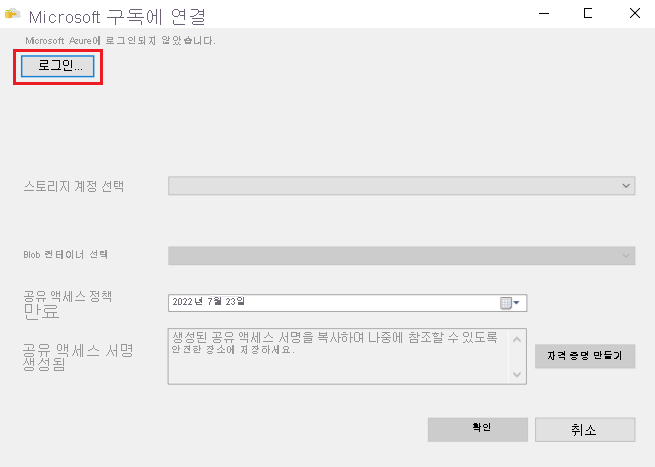 Microsoft 구독에 연결
Microsoft Azure에 로그인되지 않았습니다.
로그인...
스토리지 계정 선택
Blob 컨테이너 선택
공유 액세스 정책
만료
2022년 7월 23일
공유 액세스 서명
생성됨
생성된 공유 액세스 서명을 복사하여 나중에 참조할 수 있도록
안전한 장소에 저장하세요.
자격 증명 만들기
확인
취소